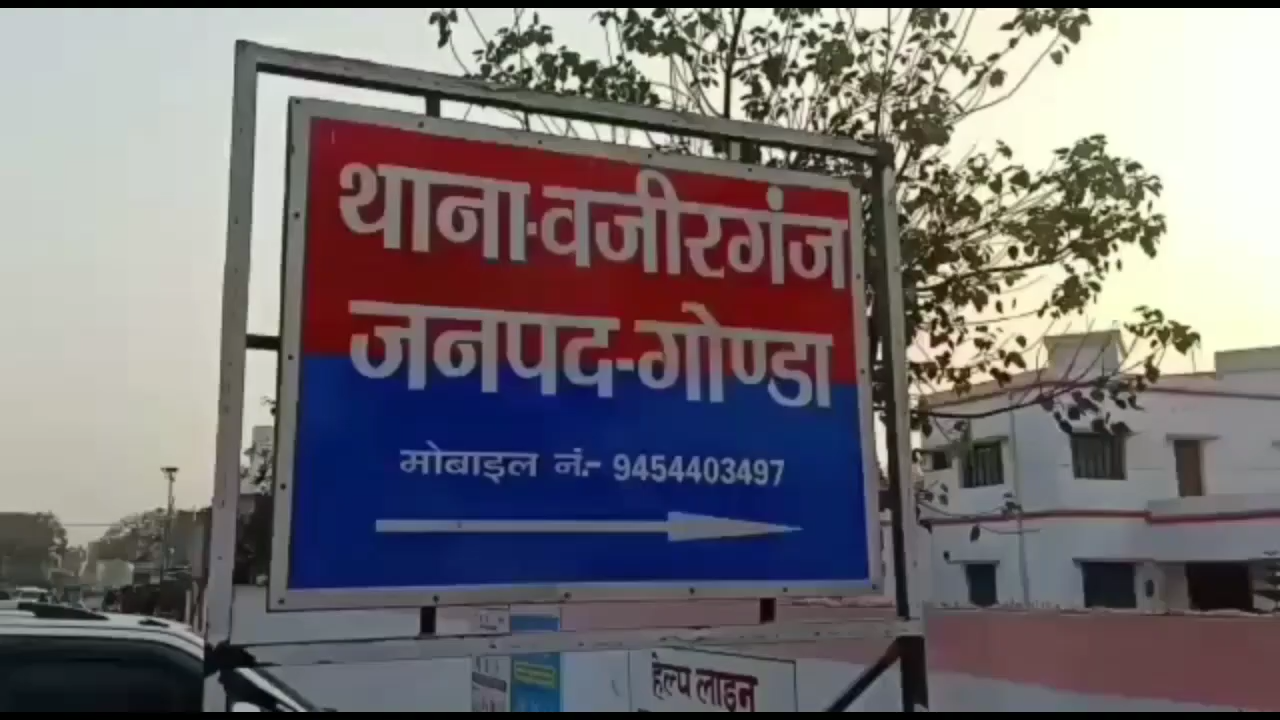 थाना-वजीरगंज
जनपद-गोण्डा
मोबाइल नं.- 9454403497
हेल्प लाइन